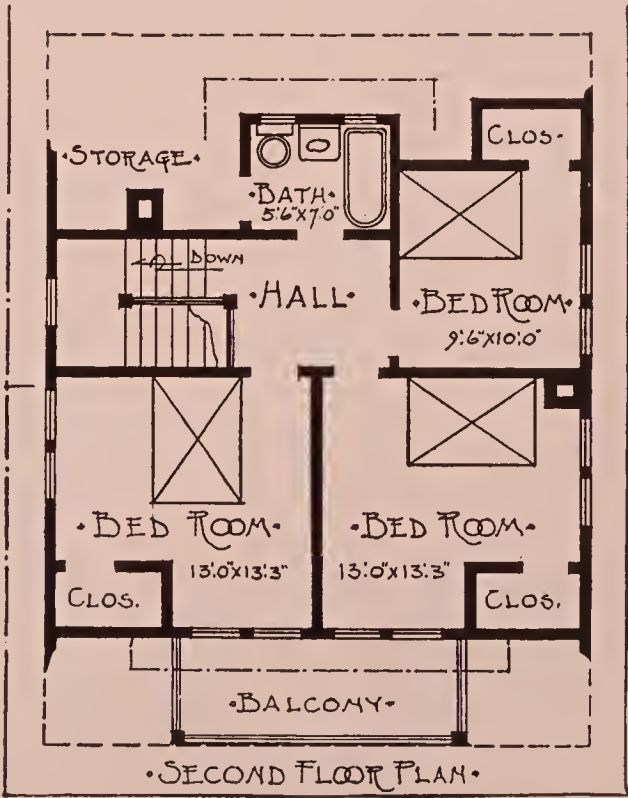 CLOS.
·STORAGE·
·BATH·
5'6"X7'0"
DOWN
·HALL·
·BED ROOM·
9'6"X10'0"
·BED ROOM·
13'0"X13'3"
·BED ROOM·
13'0"X13'3"
CLOS.
CLOS.
·BALCONY·
·SECOND FLOOR PLAN·